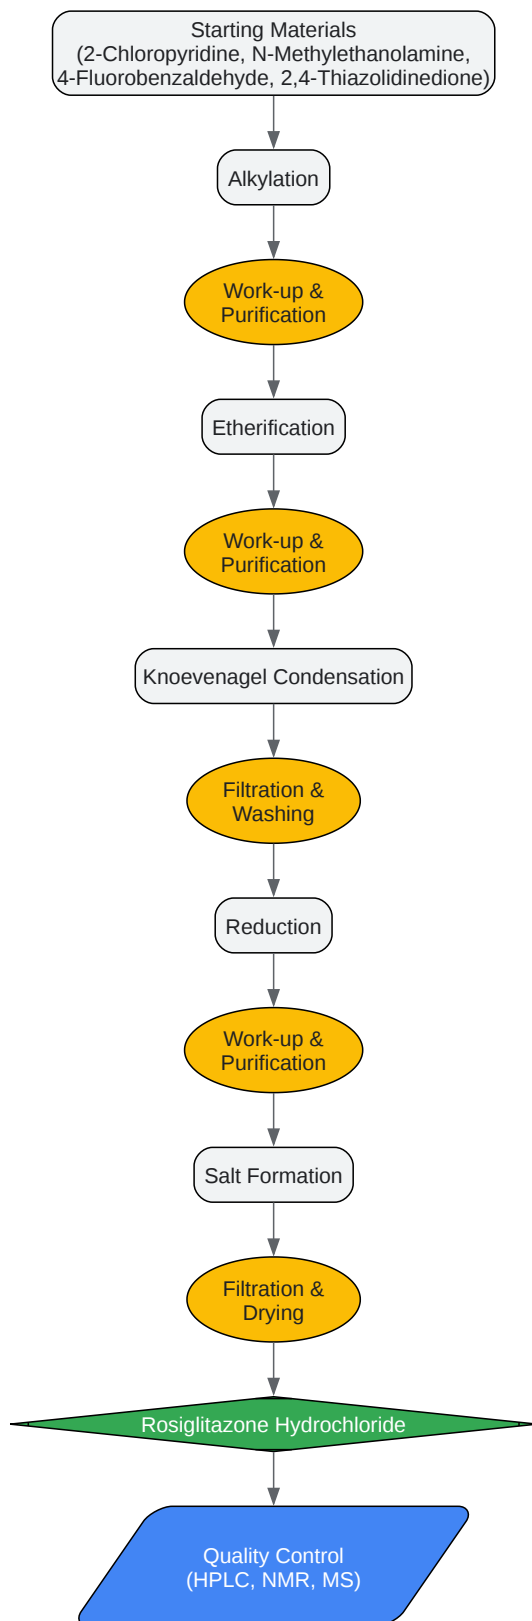 Starting Materials
(2-Chloropyridine, N-Methylethanolamine,
4-Fluorobenzaldehyde, 2,4-Thiazolidinedione)
Alkylation
Work-up &
Purification
Etherification
Work-up &
Purification
Knoevenagel Condensation
Filtration &
Washing
Reduction
Work-up &
Purification
Salt Formation
Filtration &
Drying
Rosiglitazone Hydrochloride
Quality Control
(HPLC, NMR, MS)